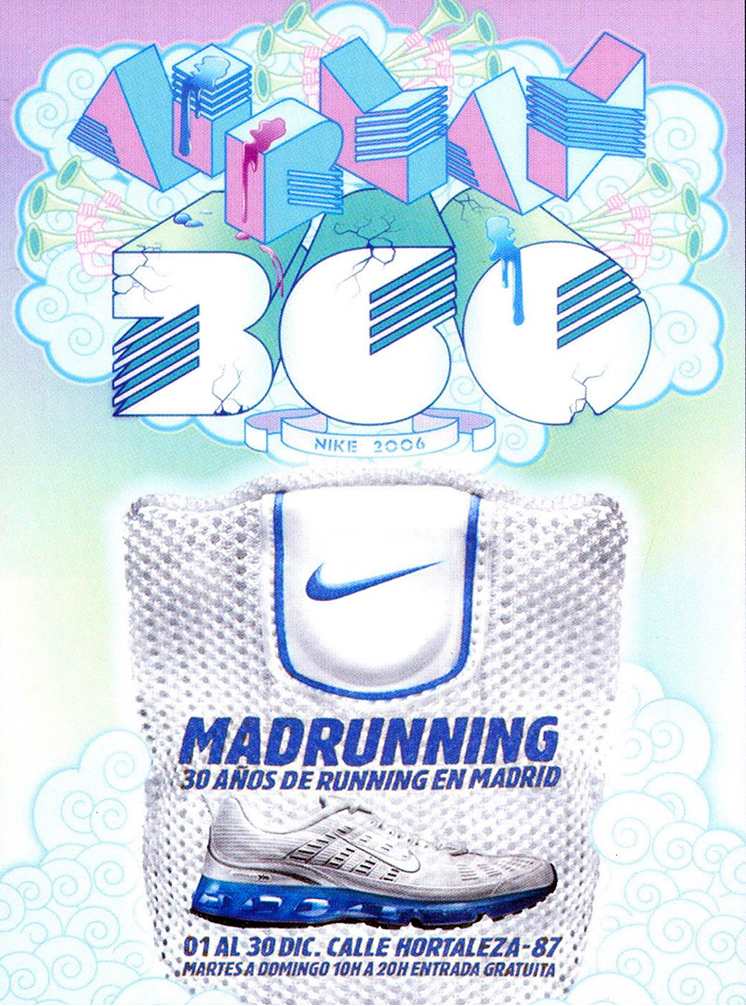 AIRMAX
360
NIKE 2006
MADRUNNING
30 AÑOS DE RUNNING EN MADRID
01 AL 30 DIC. CALLE HORTALEZA-87
MARTES A DOMINGO 10H A 20H ENTRADA GRATUITA